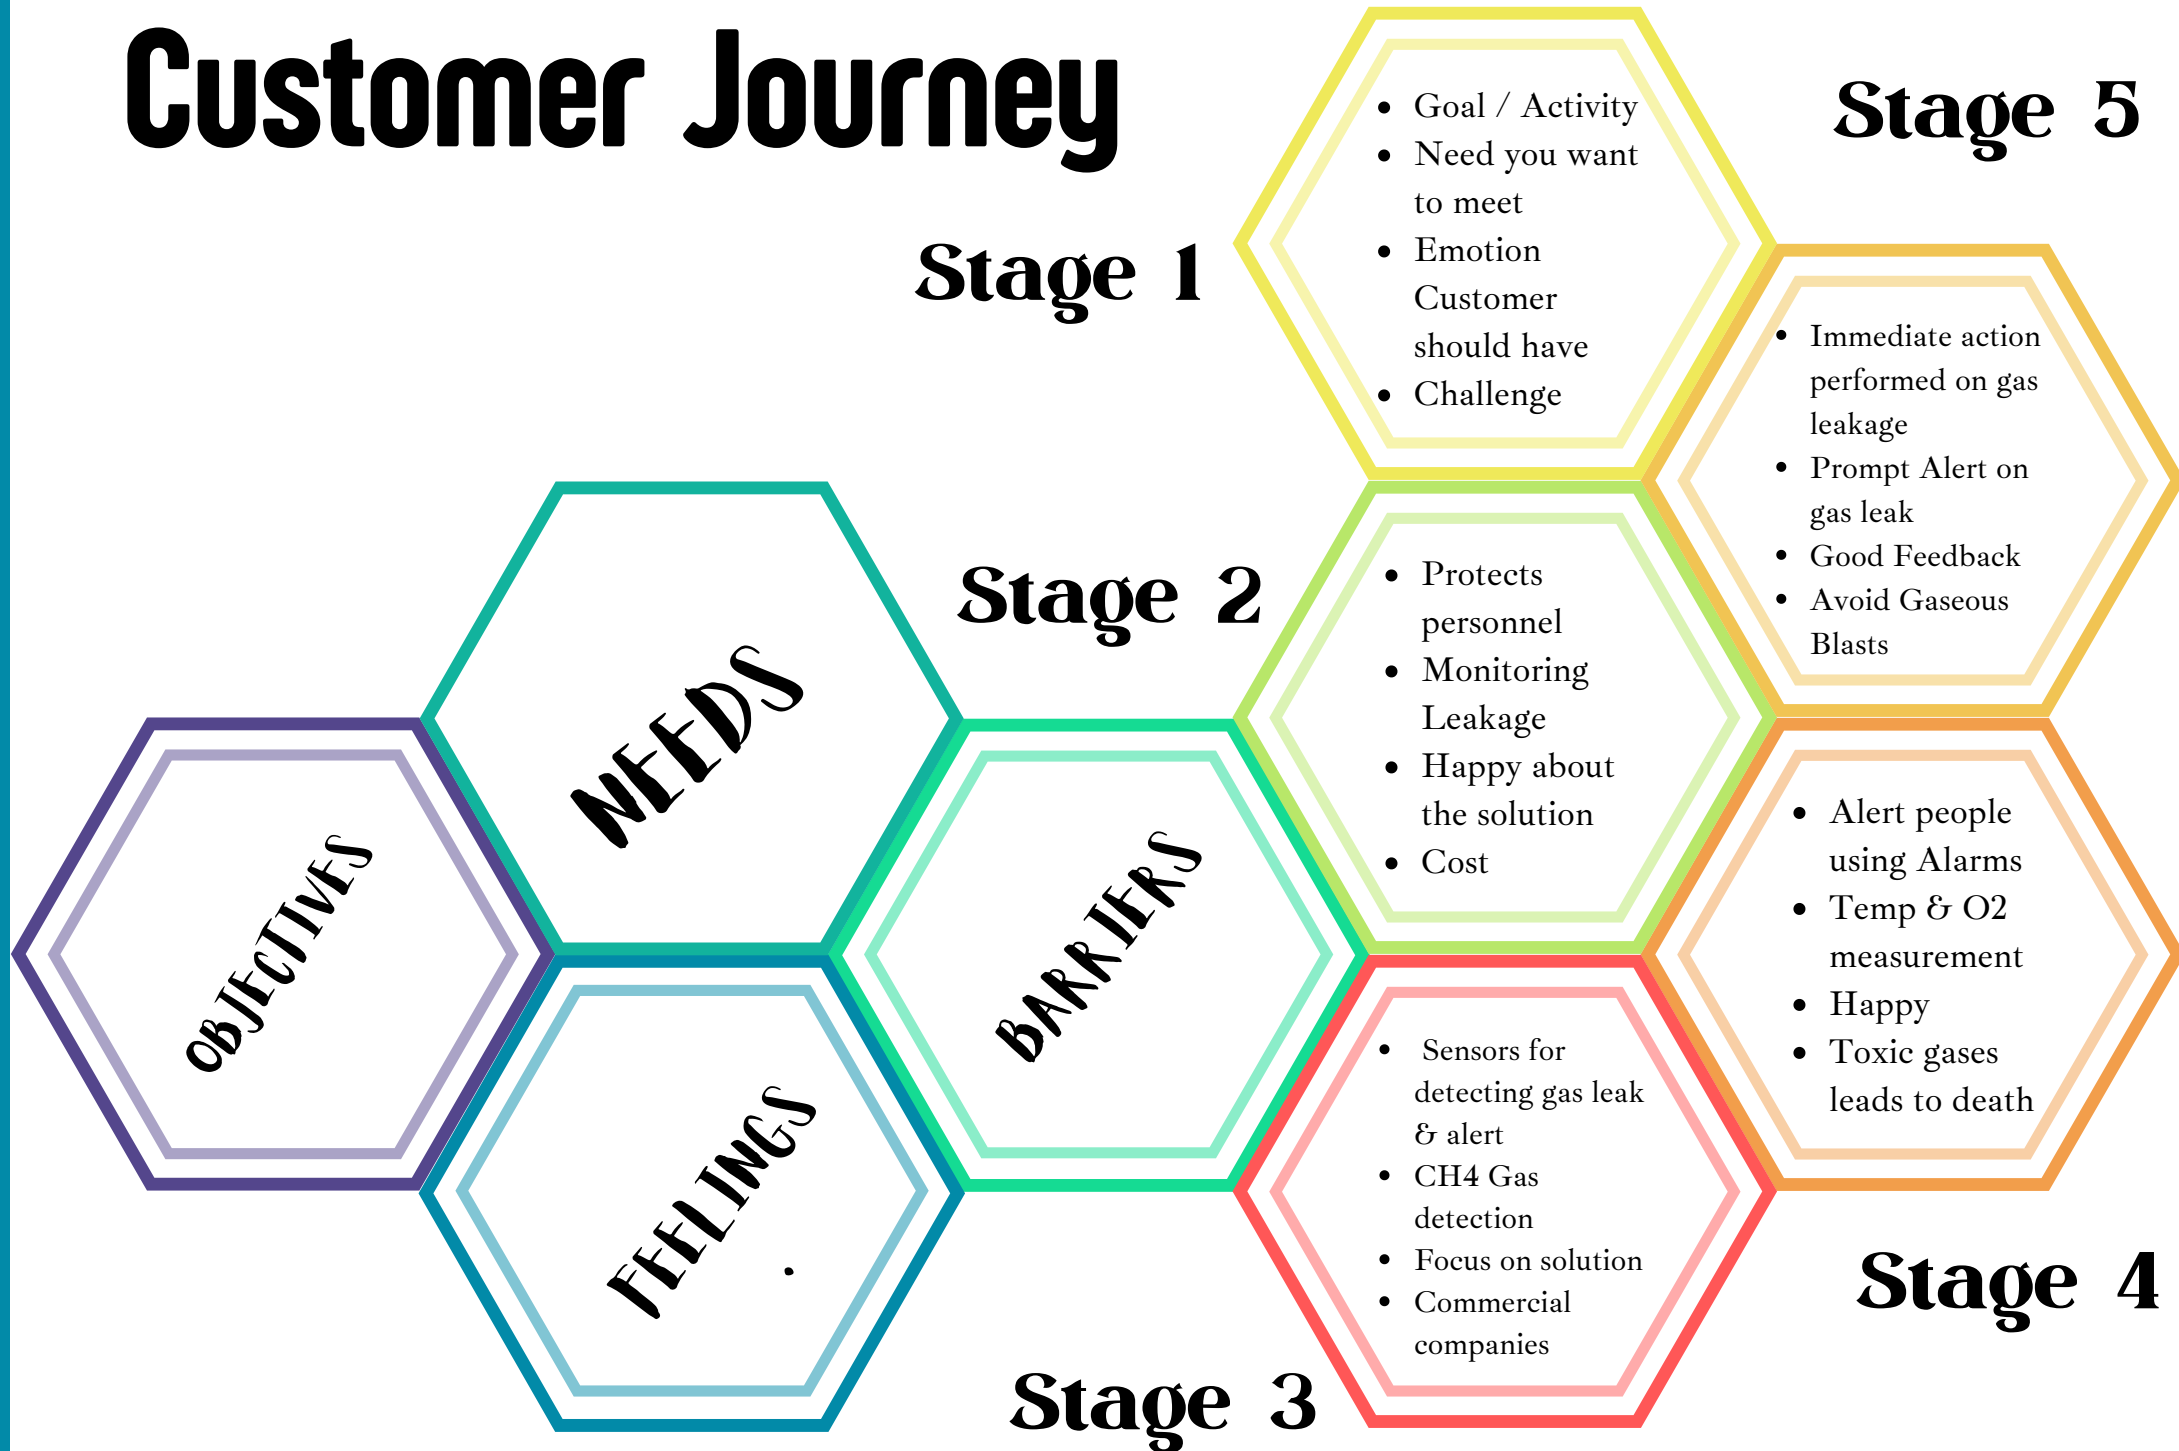 Customer Journey
Stage 1
• Goal / Activity
• Need you want
to meet
• Emotion
Customer
should have
• Challenge
Stage 5
• Immediate action
performed on gas
leakage
• Prompt Alert on
gas leak
• Good Feedback
• Avoid Gaseous
Blasts
Stage 2
• Protects
personnel
• Monitoring
Leakage
• Happy about
the solution
• Cost
NEEDS
OBJECTIVES
BARRIERS
FEELINGS
.
• Alert people
using Alarms
• Temp & O2
measurement
• Happy
• Toxic gases
leads to death
Stage 4
• Sensors for
detecting gas leak
& alert
• CH4 Gas
detection
• Focus on solution
• Commercial
companies
Stage 3